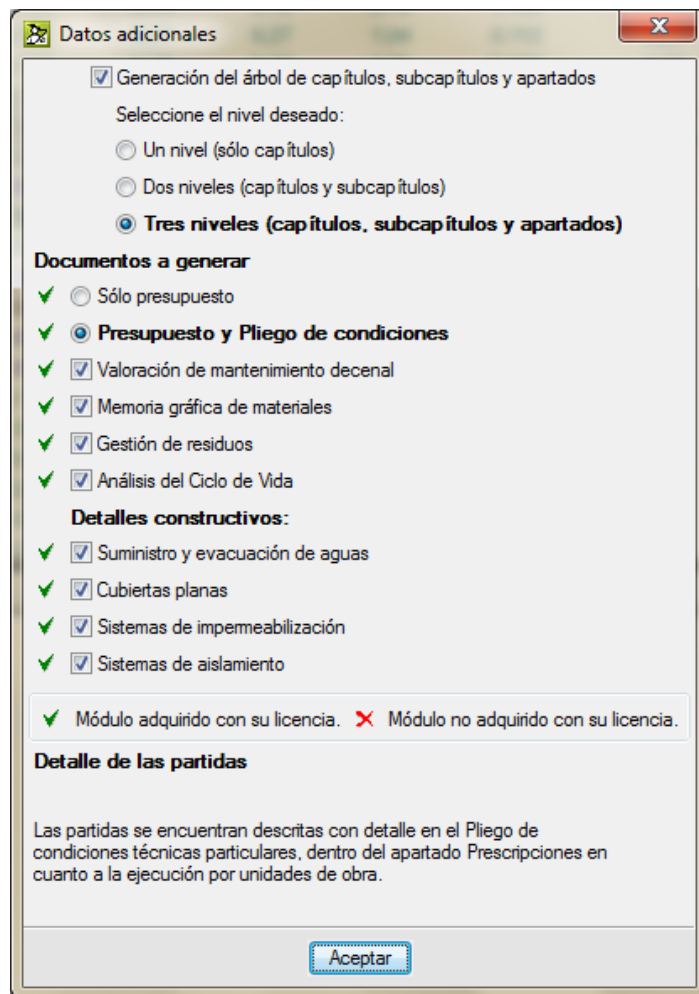 Datos adicionales
Generación del árbol de capítulos, subcapítulos y apartados
Seleccione el nivel deseado:
Un nivel (sólo capítulos)
Dos niveles (capítulos y subcapítulos)
Tres niveles (capítulos, subcapítulos y apartados)
Documentos a generar
Sólo presupuesto
Presupuesto y Pliego de condiciones
Valoración de mantenimiento decenal
Memoria gráfica de materiales
Gestión de residuos
Análisis del Ciclo de Vida
Detalles constructivos:
Suministro y evacuación de aguas
Cubiertas planas
Sistemas de impermeabilización
Sistemas de aislamiento
Módulo adquirido con su licencia. Módulo no adquirido con su licencia.
Detalle de las partidas
Las partidas se encuentran descritas con detalle en el Pliego de
condiciones técnicas particulares, dentro del apartado Prescripciones en
cuanto a la ejecución por unidades de obra.
Aceptar